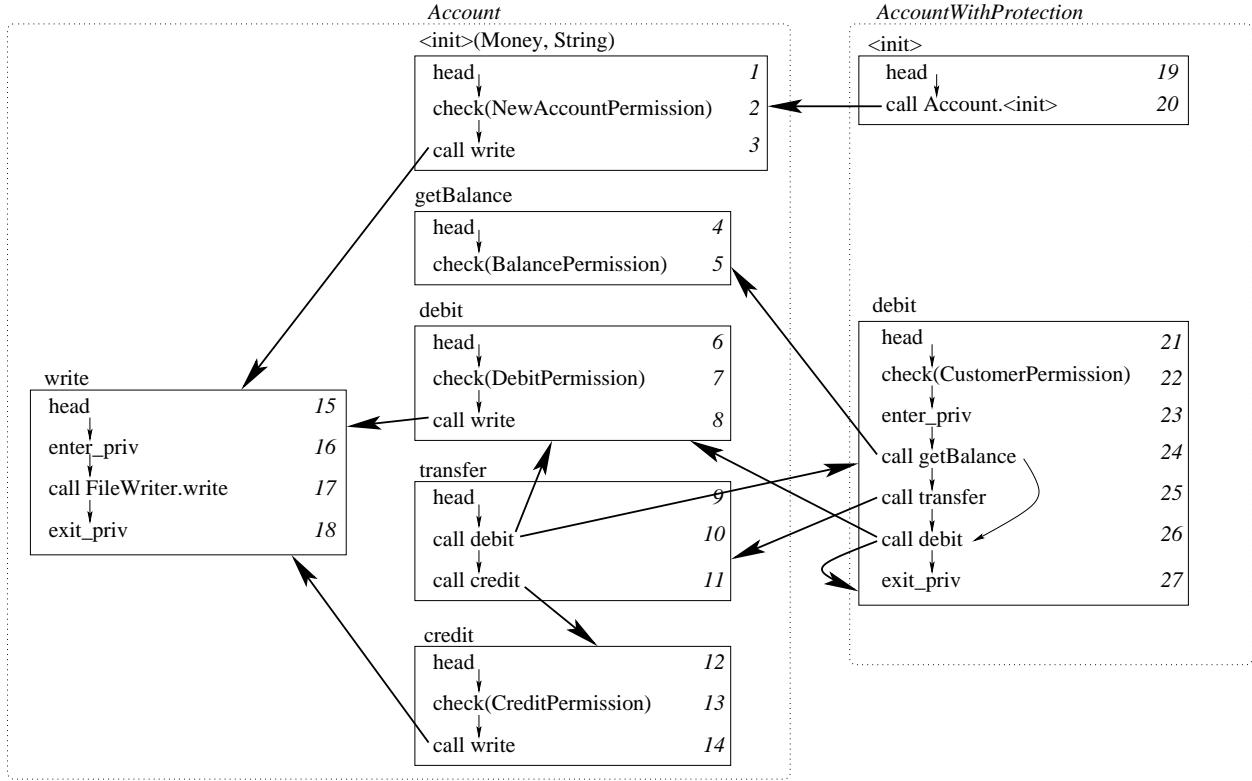 Account
<init>(Money, String)
head 1
check(NewAccountPermission) 2
call write 3
getBalance
head 4
check(BalancePermission) 5
debit
head 6
check(DebitPermission) 7
call write 8
transfer
head 9
call debit 10
call credit 11
credit
head 12
check(CreditPermission) 13
call write 14
write
head 15
enter_priv 16
call FileWriter.write 17
exit_priv 18
AccountWithProtection
<init>
head 19
call Account.<init> 20
debit
head 21
check(CustomerPermission) 22
enter_priv 23
call getBalance 24
call transfer 25
call debit 26
exit_priv 27